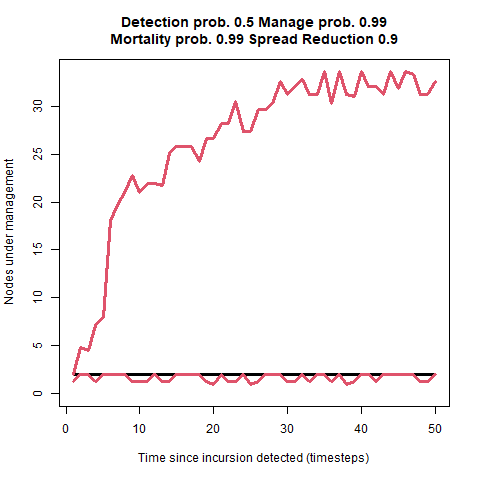 Detection prob. 0.5 Manage prob. 0.99
Mortality prob. 0.99 Spread Reduction 0.9
Nodes under management
30
25
20
15
10
5
0
0 10 20 30 40 50
Time since incursion detected (timesteps)